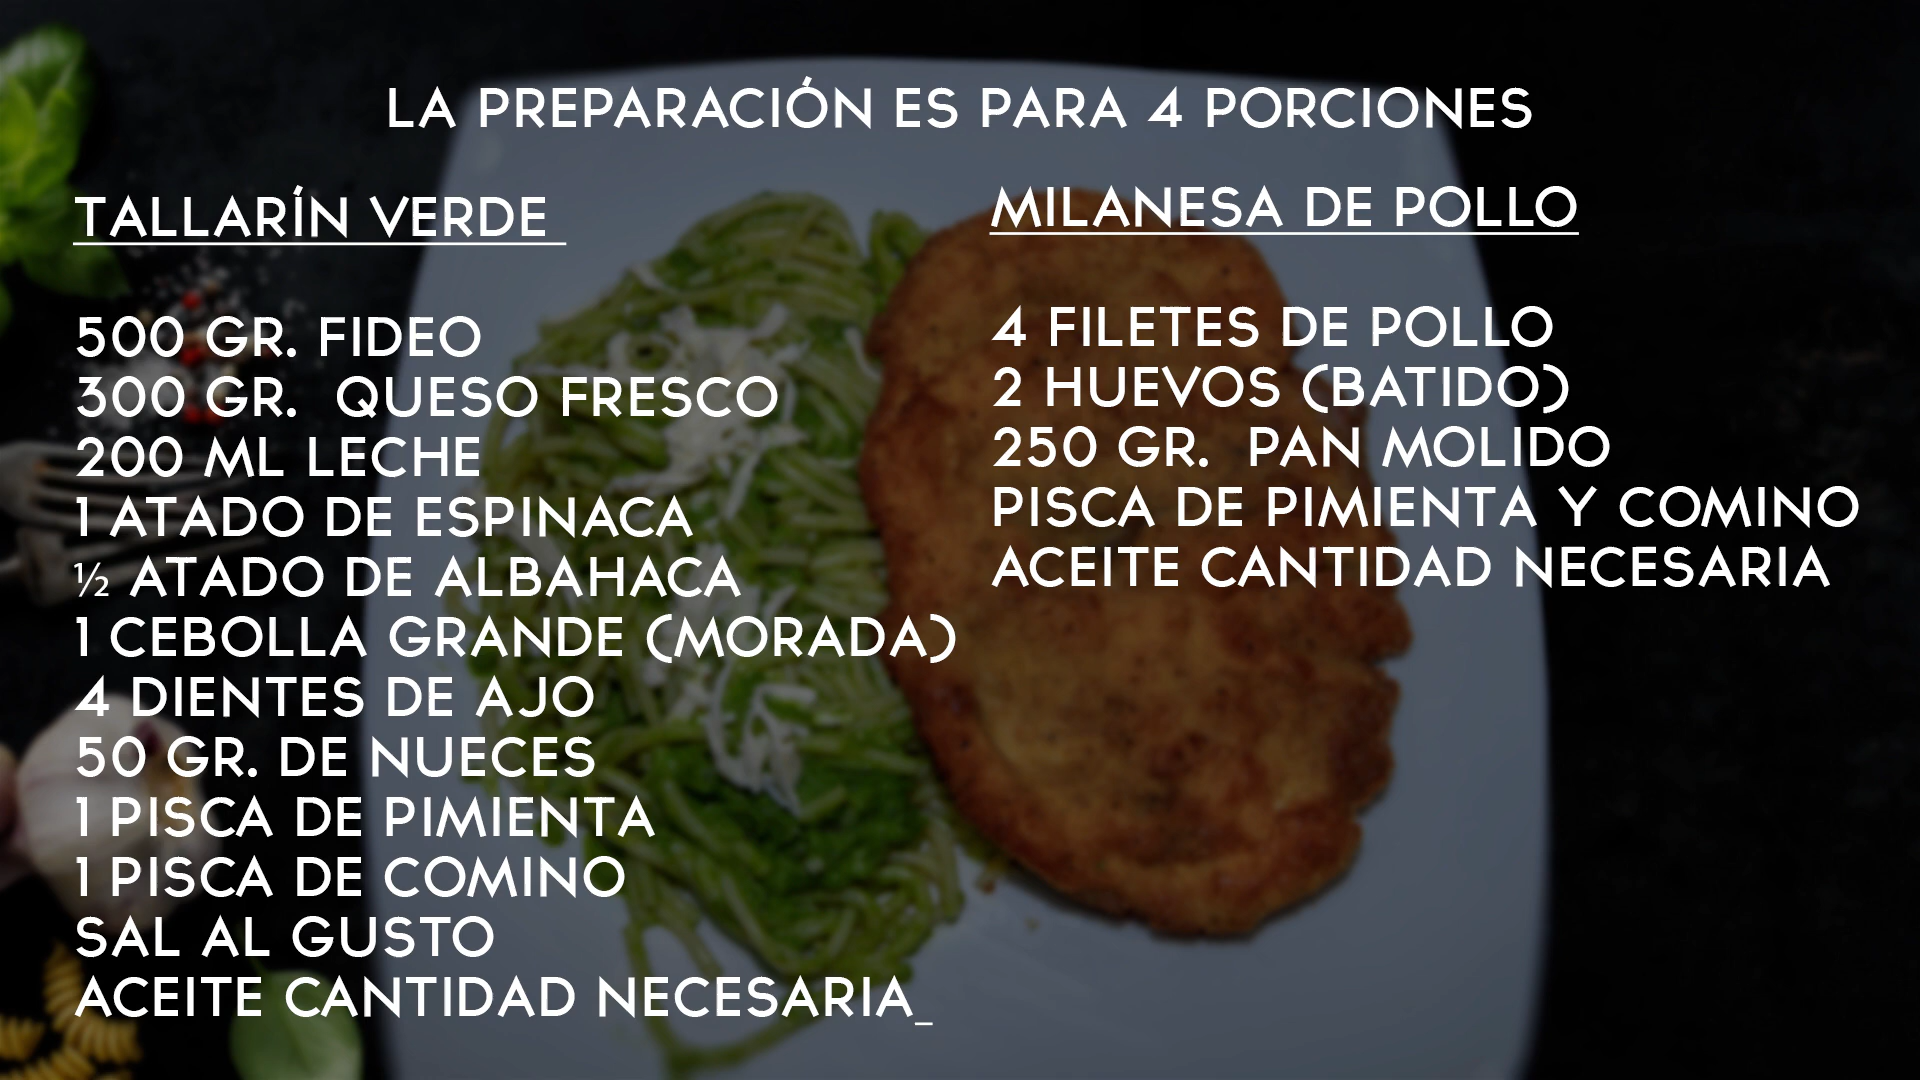 LA PREPARACIÓN ES PARA 4 PORCIONES
TALLARÍN VERDE
500 GR. FIDEO
300 GR.  QUESO FRESCO
200 ML LECHE
1 ATADO DE ESPINACA
½ ATADO DE ALBAHACA
1 CEBOLLA GRANDE (MORADA)
4 DIENTES DE AJO
50 GR. DE NUECES
1 PISCA DE PIMIENTA
1 PISCA DE COMINO
SAL AL GUSTO
ACEITE CANTIDAD NECESARIA_
MILANESA DE POLLO
4 FILETES DE POLLO
2 HUEVOS (BATIDO)
250 GR.  PAN MOLIDO
PISCA DE PIMIENTA Y COMINO
ACEITE CANTIDAD NECESARIA